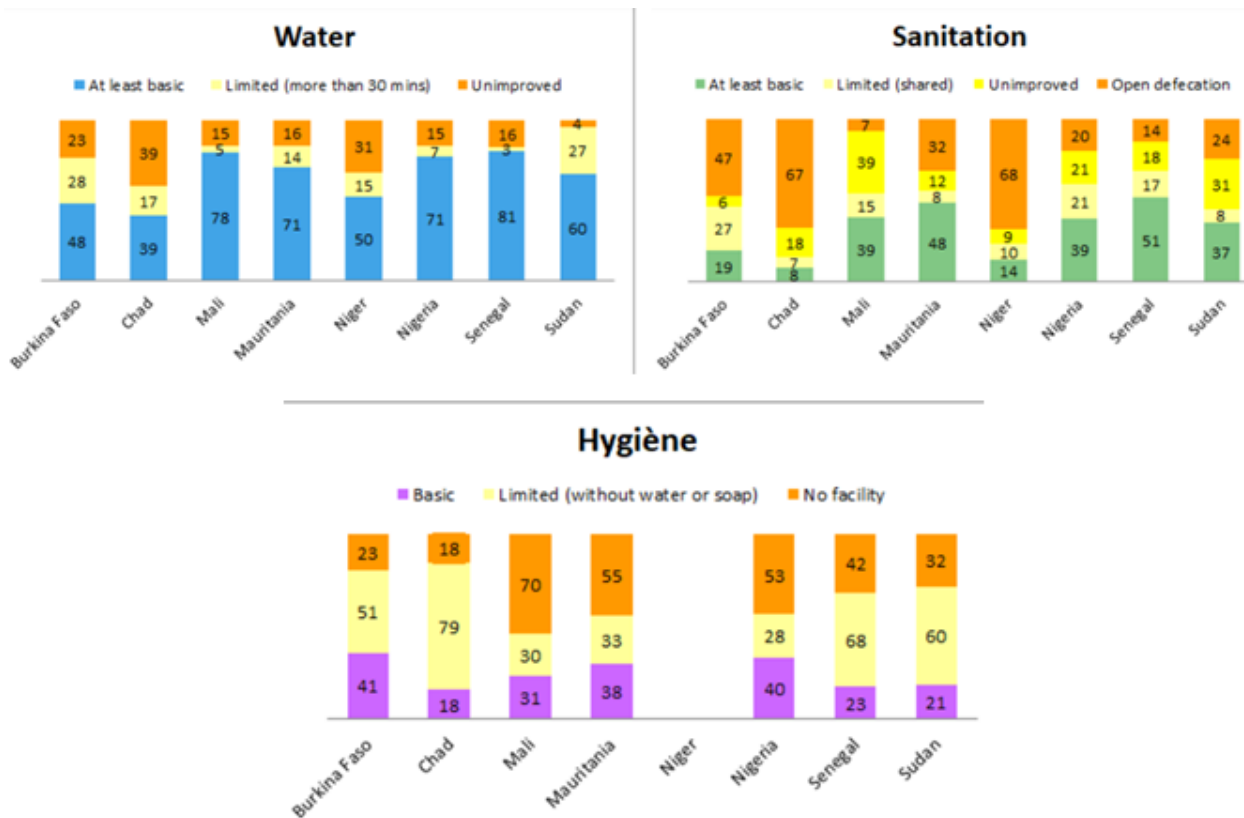 Water
At least basic Limited (more than 30 mins) Unimproved
23 39 15 16 31 15 16 4
28 17 5 14 15 7 3 27
48 39 78 71 50 71 81 60
Burkina Faso Chad Mali Mauritania Niger Nigeria Senegal Sudan
Sanitation
At least basic Limited (shared) Unimproved Open defecation
47 67 7 32 68 20 14 24
6 18 39 12 9 21 18 31
27 7 15 8 10 21 17 8
19 8 39 48 14 39 51 37
Burkina Faso Chad Mali Mauritania Niger Nigeria Senegal Sudan
Hygiène
Basic Limited (without water or soap) No facility
23 18 70 55 53 42 32
51 79 30 33 28 68 60
41 18 31 38 40 23 21
Burkina Faso Chad Mali Mauritania Niger Nigeria Senegal Sudan